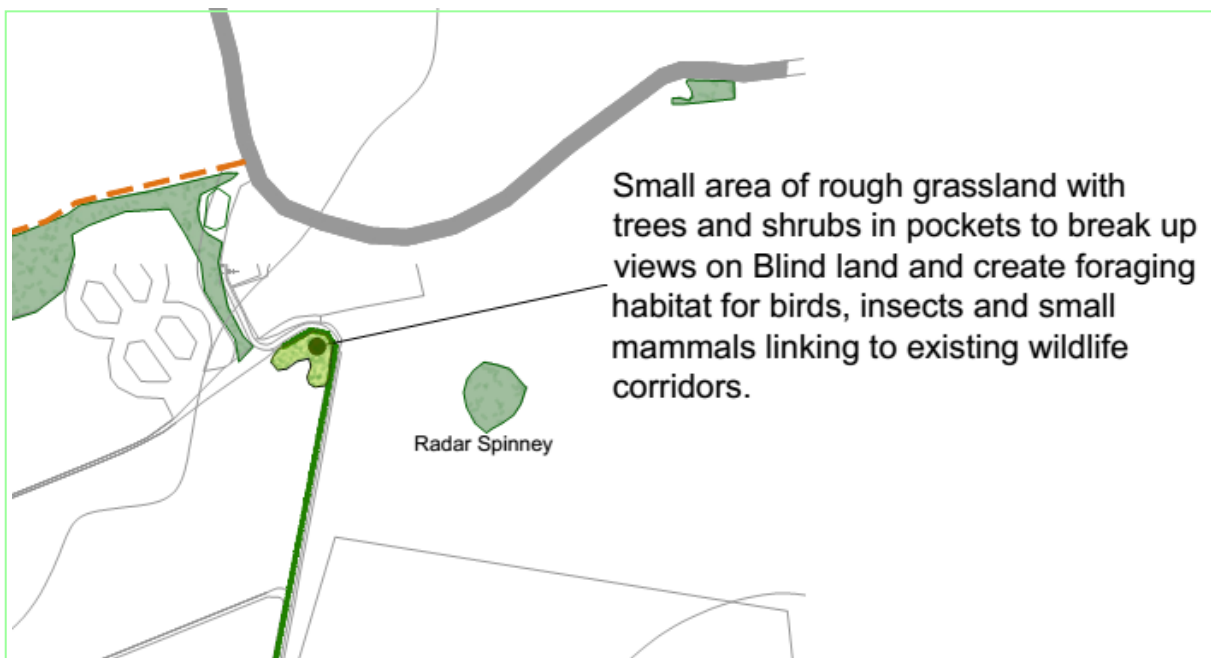 Small area of rough grassland with
trees and shrubs in pockets to break up
views on Blind land and create foraging
habitat for birds, insects and small
mammals linking to existing wildlife
corridors.
Radar Spinney